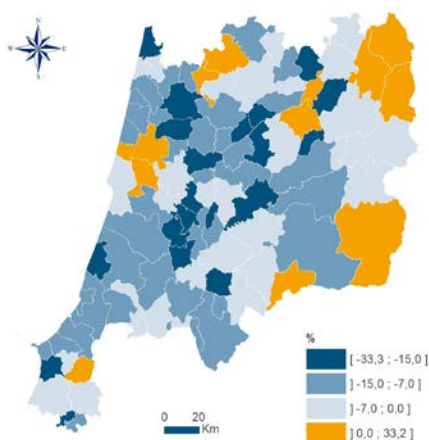 N
W E
S
%
[ -33,3 ; -15,0 ]
] -15,0 ; -7,0 ]
] -7,0 ; 0,0 ]
] 0,0 ; 33,2 ]
0 20
Km